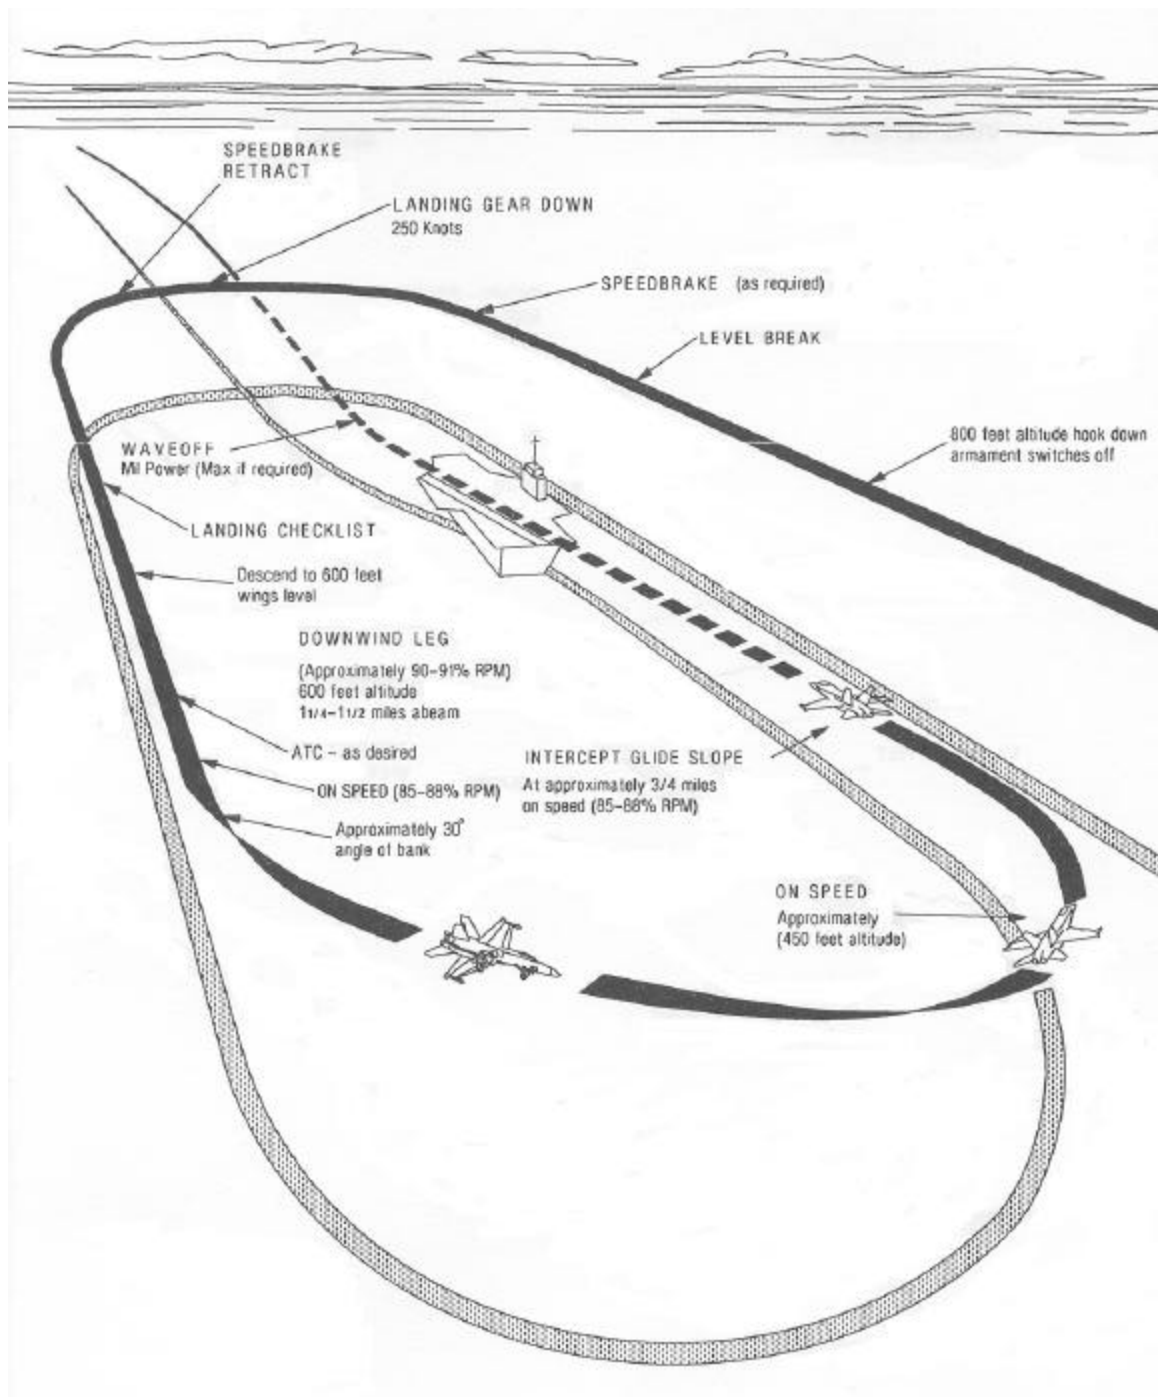 SPEEDBRAKE
RETRACT
LANDING GEAR DOWN
250 Knots
SPEEDBRAKE (as required)
LEVEL BREAK
800 feet altitude hook down
armament switches off
WAVEOFF
Mil Power (Max if required)
LANDING CHECKLIST
Descend to 600 feet
wings level
DOWNWIND LEG
(Approximately 90-91% RPM)
600 feet altitude
1 1/4-1 1/2 miles abeam
ATC - as desired
ON SPEED (85-88% RPM)
Approximately 30°
angle of bank
INTERCEPT GLIDE SLOPE
At approximately 3/4 miles
on speed (85-88% RPM)
ON SPEED
Approximately
(450 feet altitude)